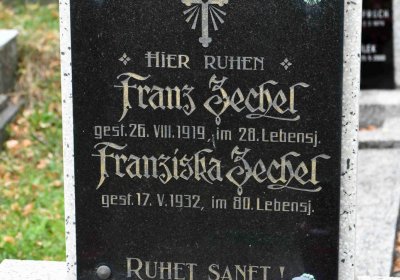 HIER RUHEN
Franz Zechel
gest. 26. VIII. 1919, im 28. Lebensj.
Franziska Zechel
gest. 17. V. 1932, im 80. Lebensj.
RUHET SANFT!